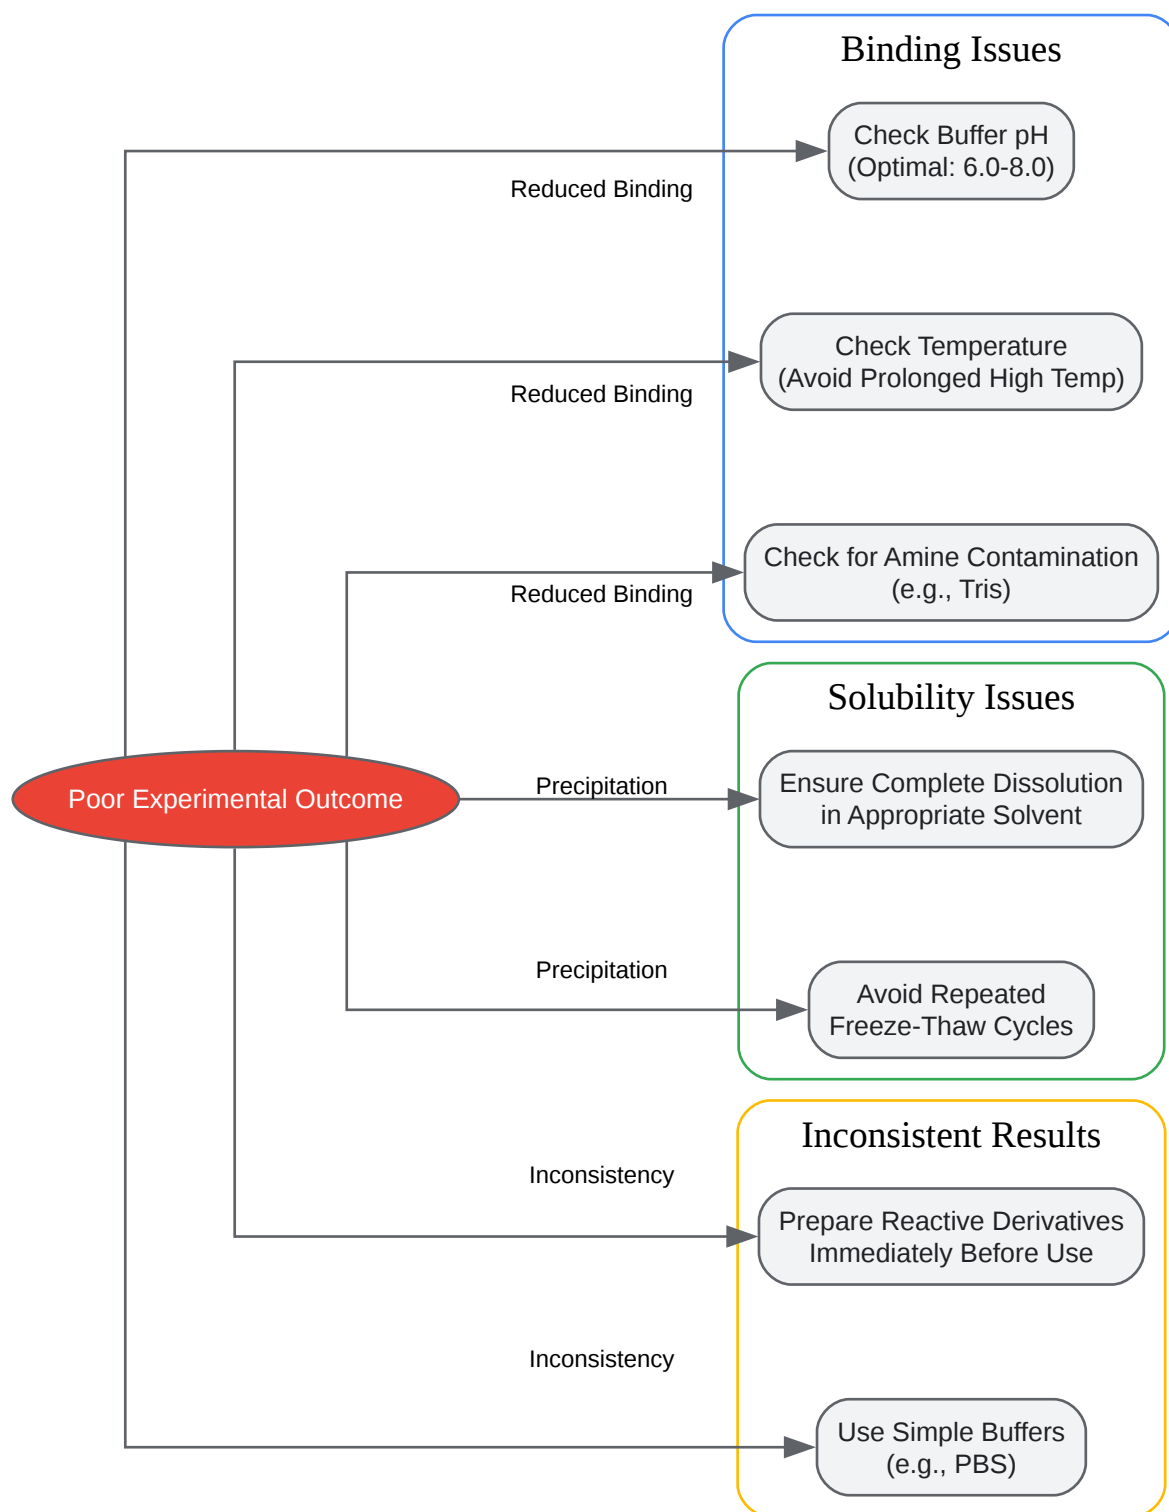 Binding Issues
Check Buffer pH
(Optimal: 6.0-8.0)
Reduced Binding
Check Temperature
(Avoid Prolonged High Temp)
Reduced Binding
Check for Amine Contamination
(e.g., Tris)
Reduced Binding
Solubility Issues
Poor Experimental Outcome
Precipitation
Ensure Complete Dissolution
in Appropriate Solvent
Precipitation
Avoid Repeated
Freeze-Thaw Cycles
Inconsistent Results
Inconsistency
Prepare Reactive Derivatives
Immediately Before Use
Inconsistency
Use Simple Buffers
(e.g., PBS)